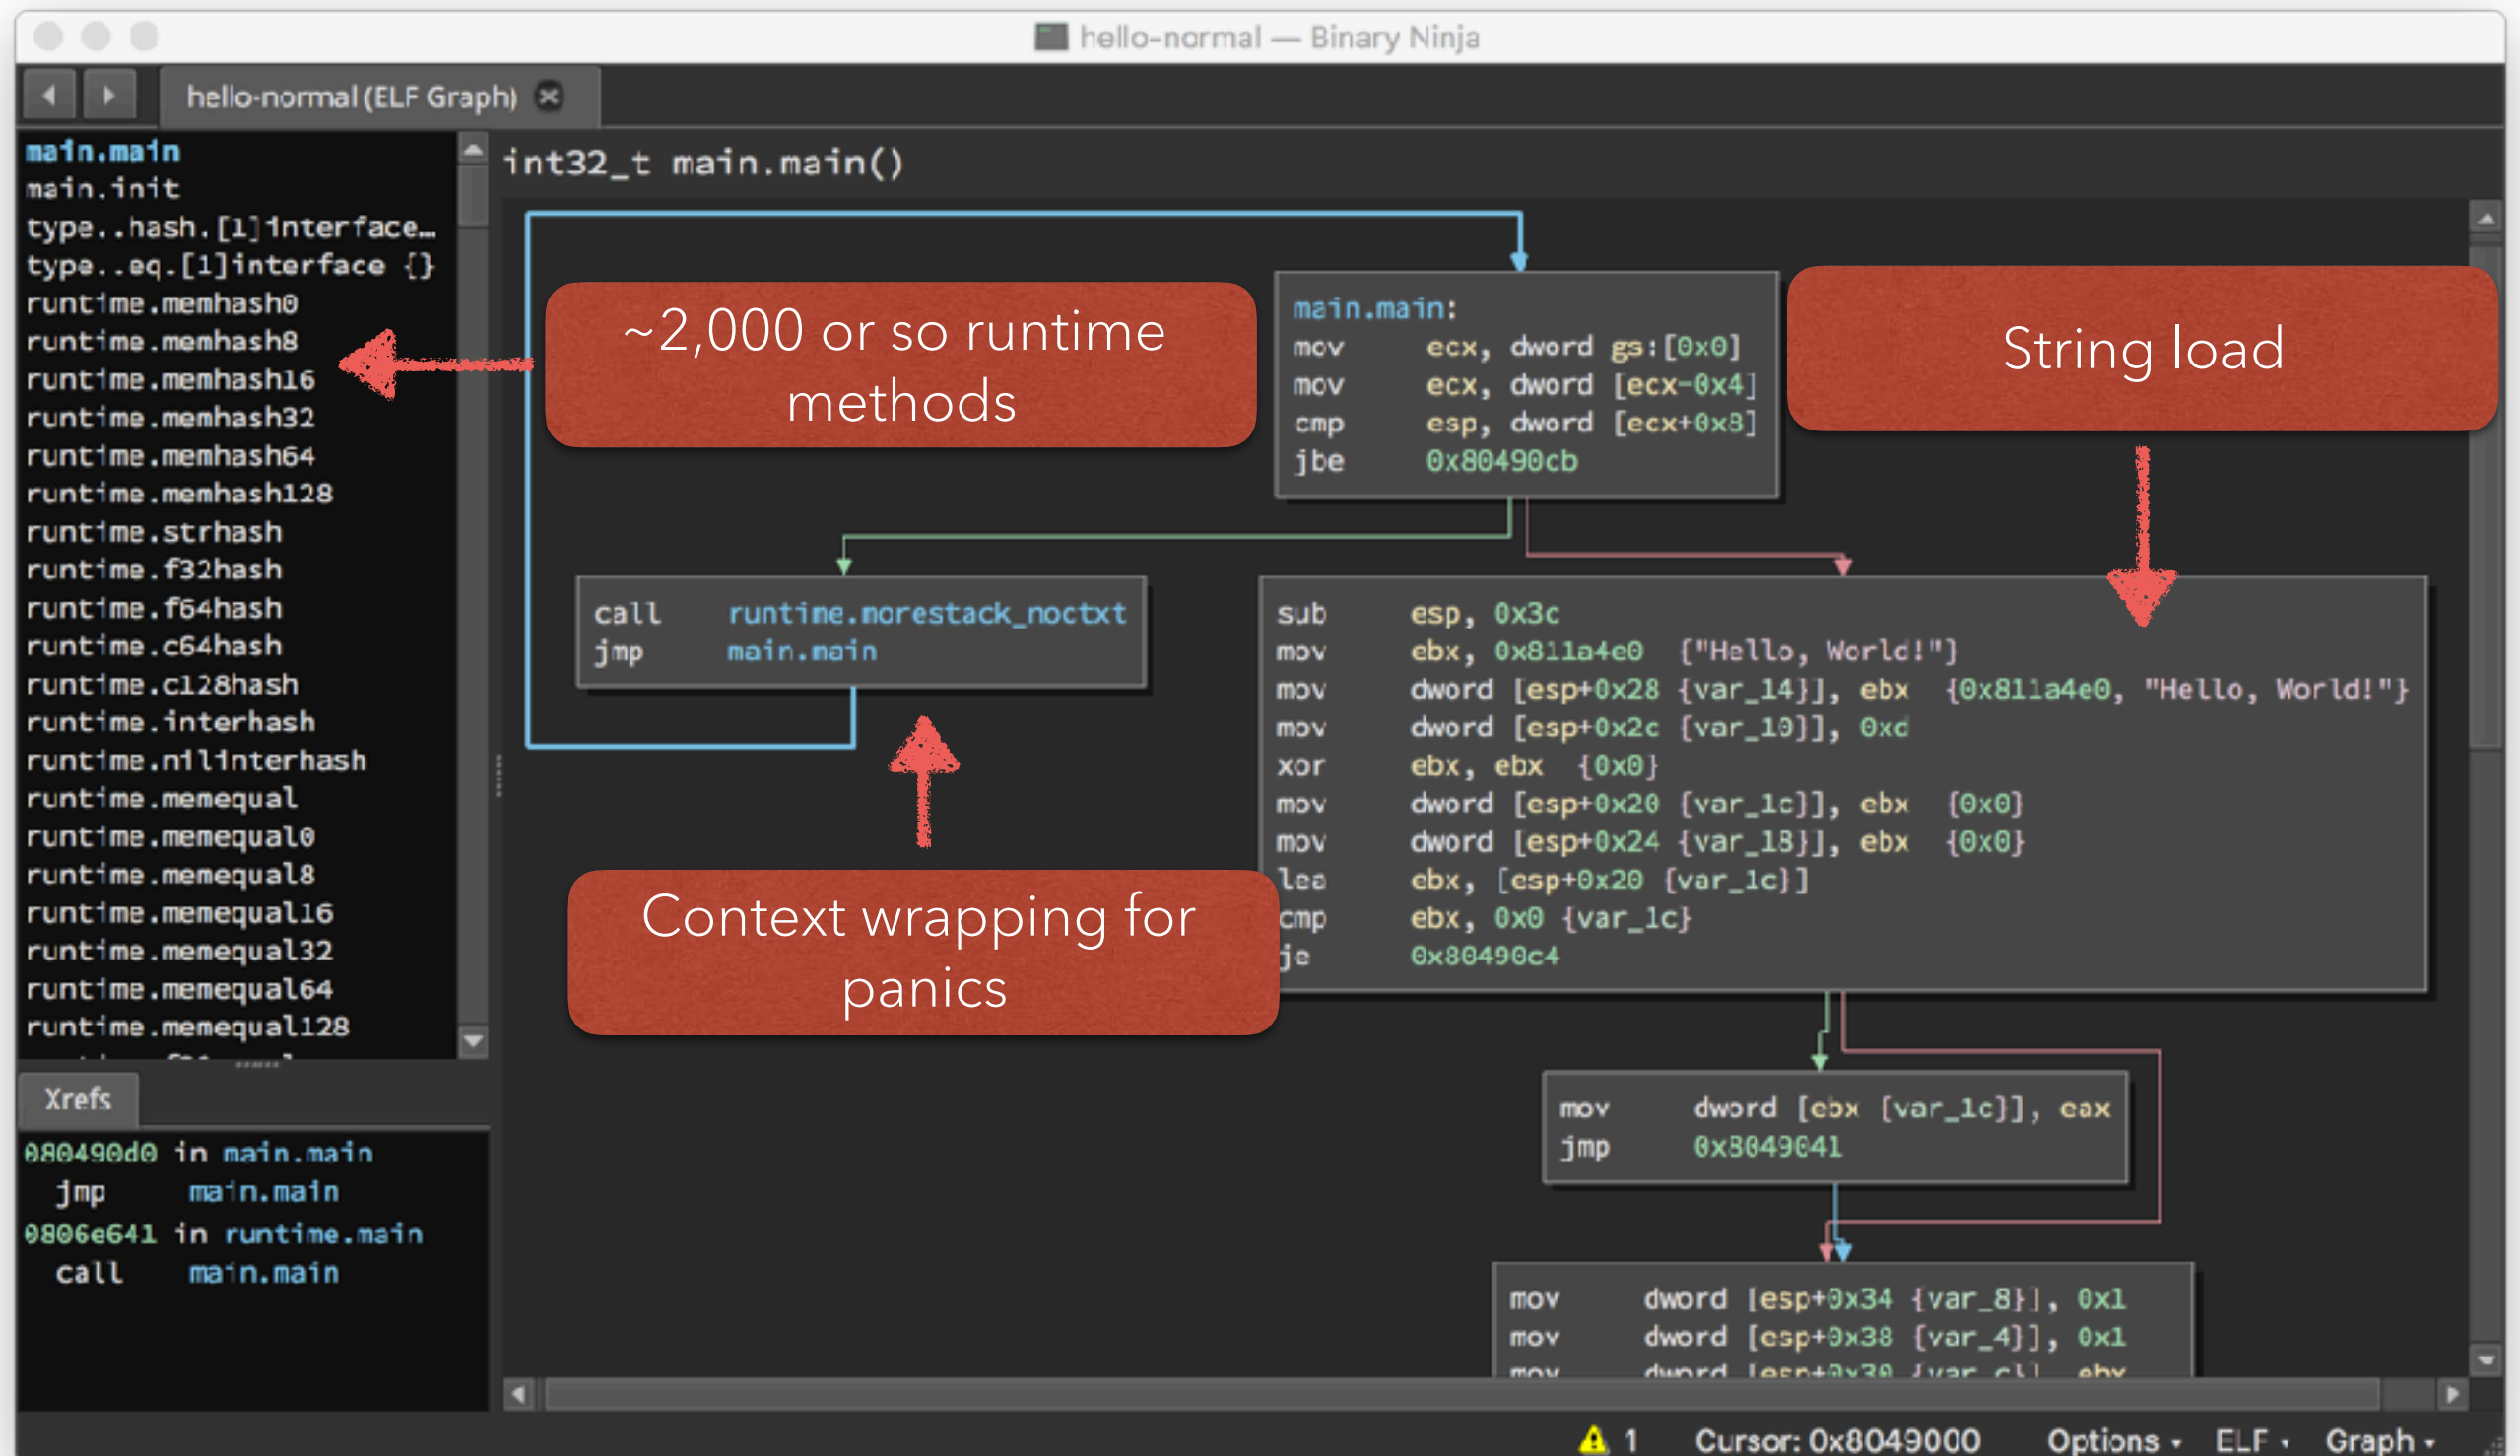 hello-normal — Binary Ninja
hello-normal (ELF Graph)
main.main
main.init
type..hash.[1]interface…
type..eq.[1]interface {}
runtime.memhash0
runtime.memhash8
runtime.memhash16
runtime.memhash32
runtime.memhash64
runtime.memhash128
runtime.strhash
runtime.f32hash
runtime.f64hash
runtime.c64hash
runtime.c128hash
runtime.interhash
runtime.nilinterhash
runtime.memequal
runtime.memequal0
runtime.memequal8
runtime.memequal16
runtime.memequal32
runtime.memequal64
runtime.memequal128
Xrefs
080490d0 in main.main
jmp main.main
0806e641 in runtime.main
call main.main
int32_t main.main()
~2,000 or so runtime
methods
main.main:
mov ecx, dword gs:[0x0]
mov ecx, dword [ecx-0x4]
cmp esp, dword [ecx+0x8]
jbe 0x80490cb
String load
call runtime.morestack_noctxt
jmp main.main
Context wrapping for
panics
sub esp, 0x3c
mov ebx, 0x811a4e0 {"Hello, World!"}
mov dword [esp+0x28 {var_14}], ebx {0x811a4e0, "Hello, World!"}
mov dword [esp+0x2c {var_10}], 0xd
xor ebx, ebx {0x0}
mov dword [esp+0x20 {var_1c}], ebx {0x0}
mov dword [esp+0x24 {var_18}], ebx {0x0}
lea ebx, [esp+0x20 {var_1c}]
cmp ebx, 0x0 {var_1c}
je 0x80490c4
mov dword [ebx {var_1c}], eax
jmp 0x8049041
mov dword [esp+0x34 {var_8}], 0x1
mov dword [esp+0x38 {var_4}], 0x1
mov dword [esp+0x30 {var_c}], ebx
1 Cursor: 0x8049000 Options ELF Graph